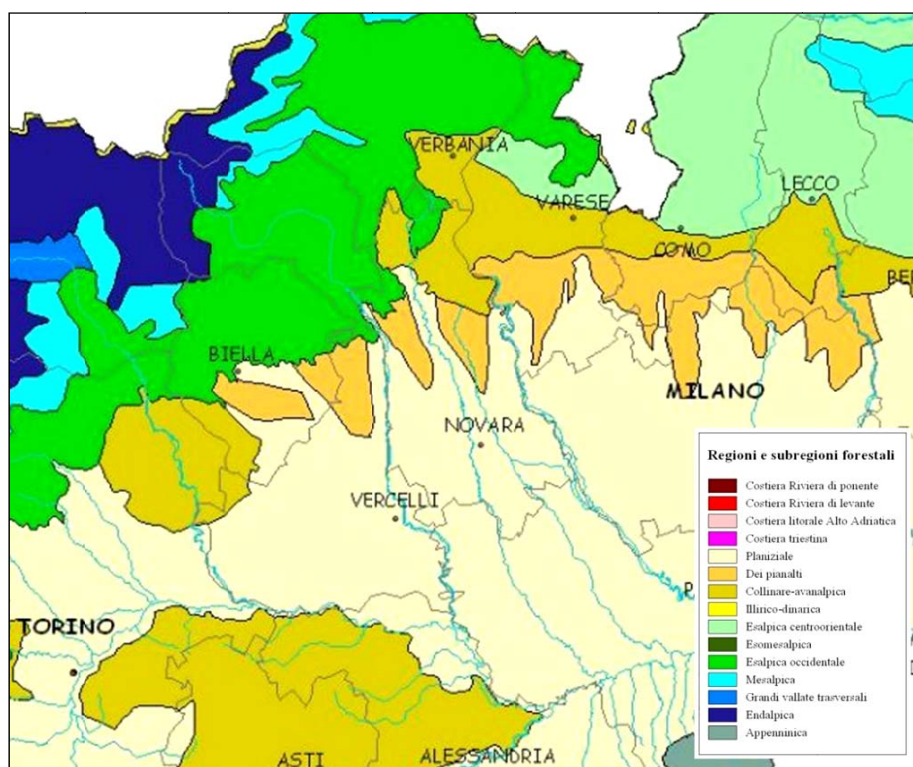 VERBANIA
LECCO
VARESE
COMO
BER
BIELLA
MILANO
NOVARA
VERCELLI
P
TORINO
ASTI
ALESSANDRIA
Regioni e subregioni forestali
Costiera Riviera di ponente
Costiera Riviera di levante
Costiera litorale Alto Adriatica
Costiera triestina
Planiziale
Dei pianalti
Collinare-avanalpica
Illirico-dinarica
Esalpica centroorientale
Esomesalpica
Esalpica occidentale
Mesalpica
Grandi vallate trasversali
Endalpica
Appenninica